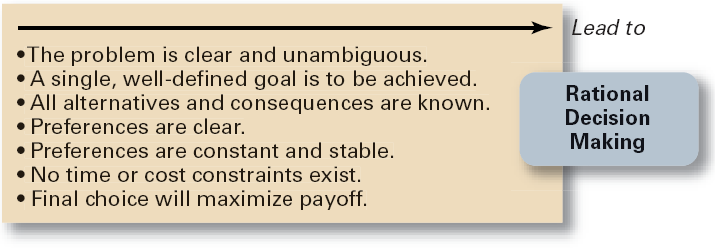 Lead to
•The problem is clear and unambiguous.
• A single, well-defined goal is to be achieved.
• All alternatives and consequences are known.
• Preferences are clear.
• Preferences are constant and stable.
• No time or cost constraints exist.
• Final choice will maximize payoff.
Rational
Decision
Making